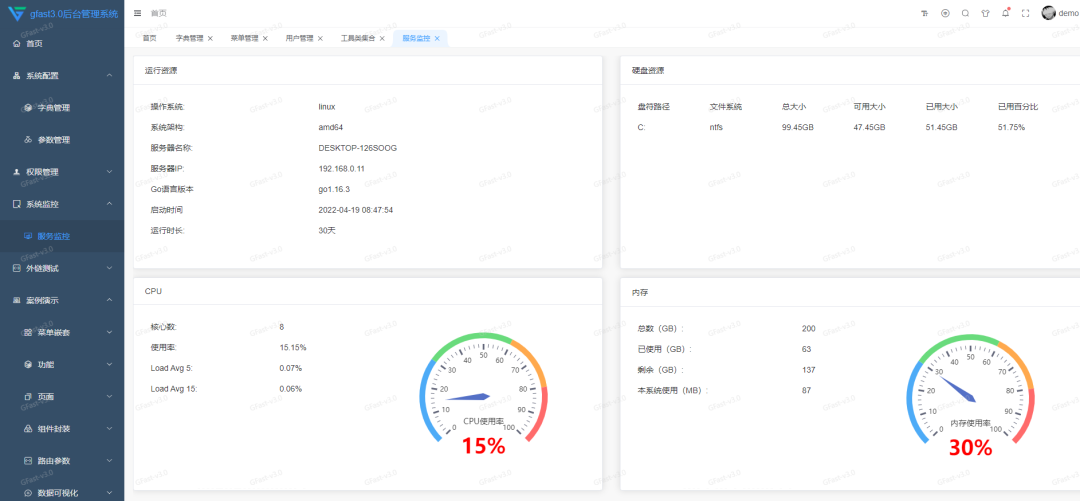 gfast3.0后台管理系统
首页
demo
首页 字典管理 菜单管理 用户管理 工具类集合 服务监控
首页
系统配置
字典管理
参数管理
权限管理
系统监控
服务监控
外链测试
案例演示
菜单嵌套
功能
页面
组件封装
路由参数
数据可视化
运行资源
操作系统: linux
系统架构: amd64
服务器名称: DESKTOP-126SOOG
服务器IP: 192.168.0.11
Go语言版本 go1.16.3
启动时间 2022-04-19 08:47:54
运行时长: 30天
硬盘资源
盘符路径 文件系统 总大小 可用大小 已用大小 已用百分比
C: ntfs 99.45GB 47.45GB 51.45GB 51.75%
CPU
核心数: 8
使用率: 15.15%
Load Avg 5: 0.07%
Load Avg 15: 0.06%
0 10 20 30 40 50 60 70 80 90 100
CPU使用率
15%
内存
总数（GB）: 200
已使用（GB）: 63
剩余（GB）: 137
本系统使用（MB）: 87
0 10 20 30 40 50 60 70 80 90 100
内存使用率
30%
GFast-v3.0